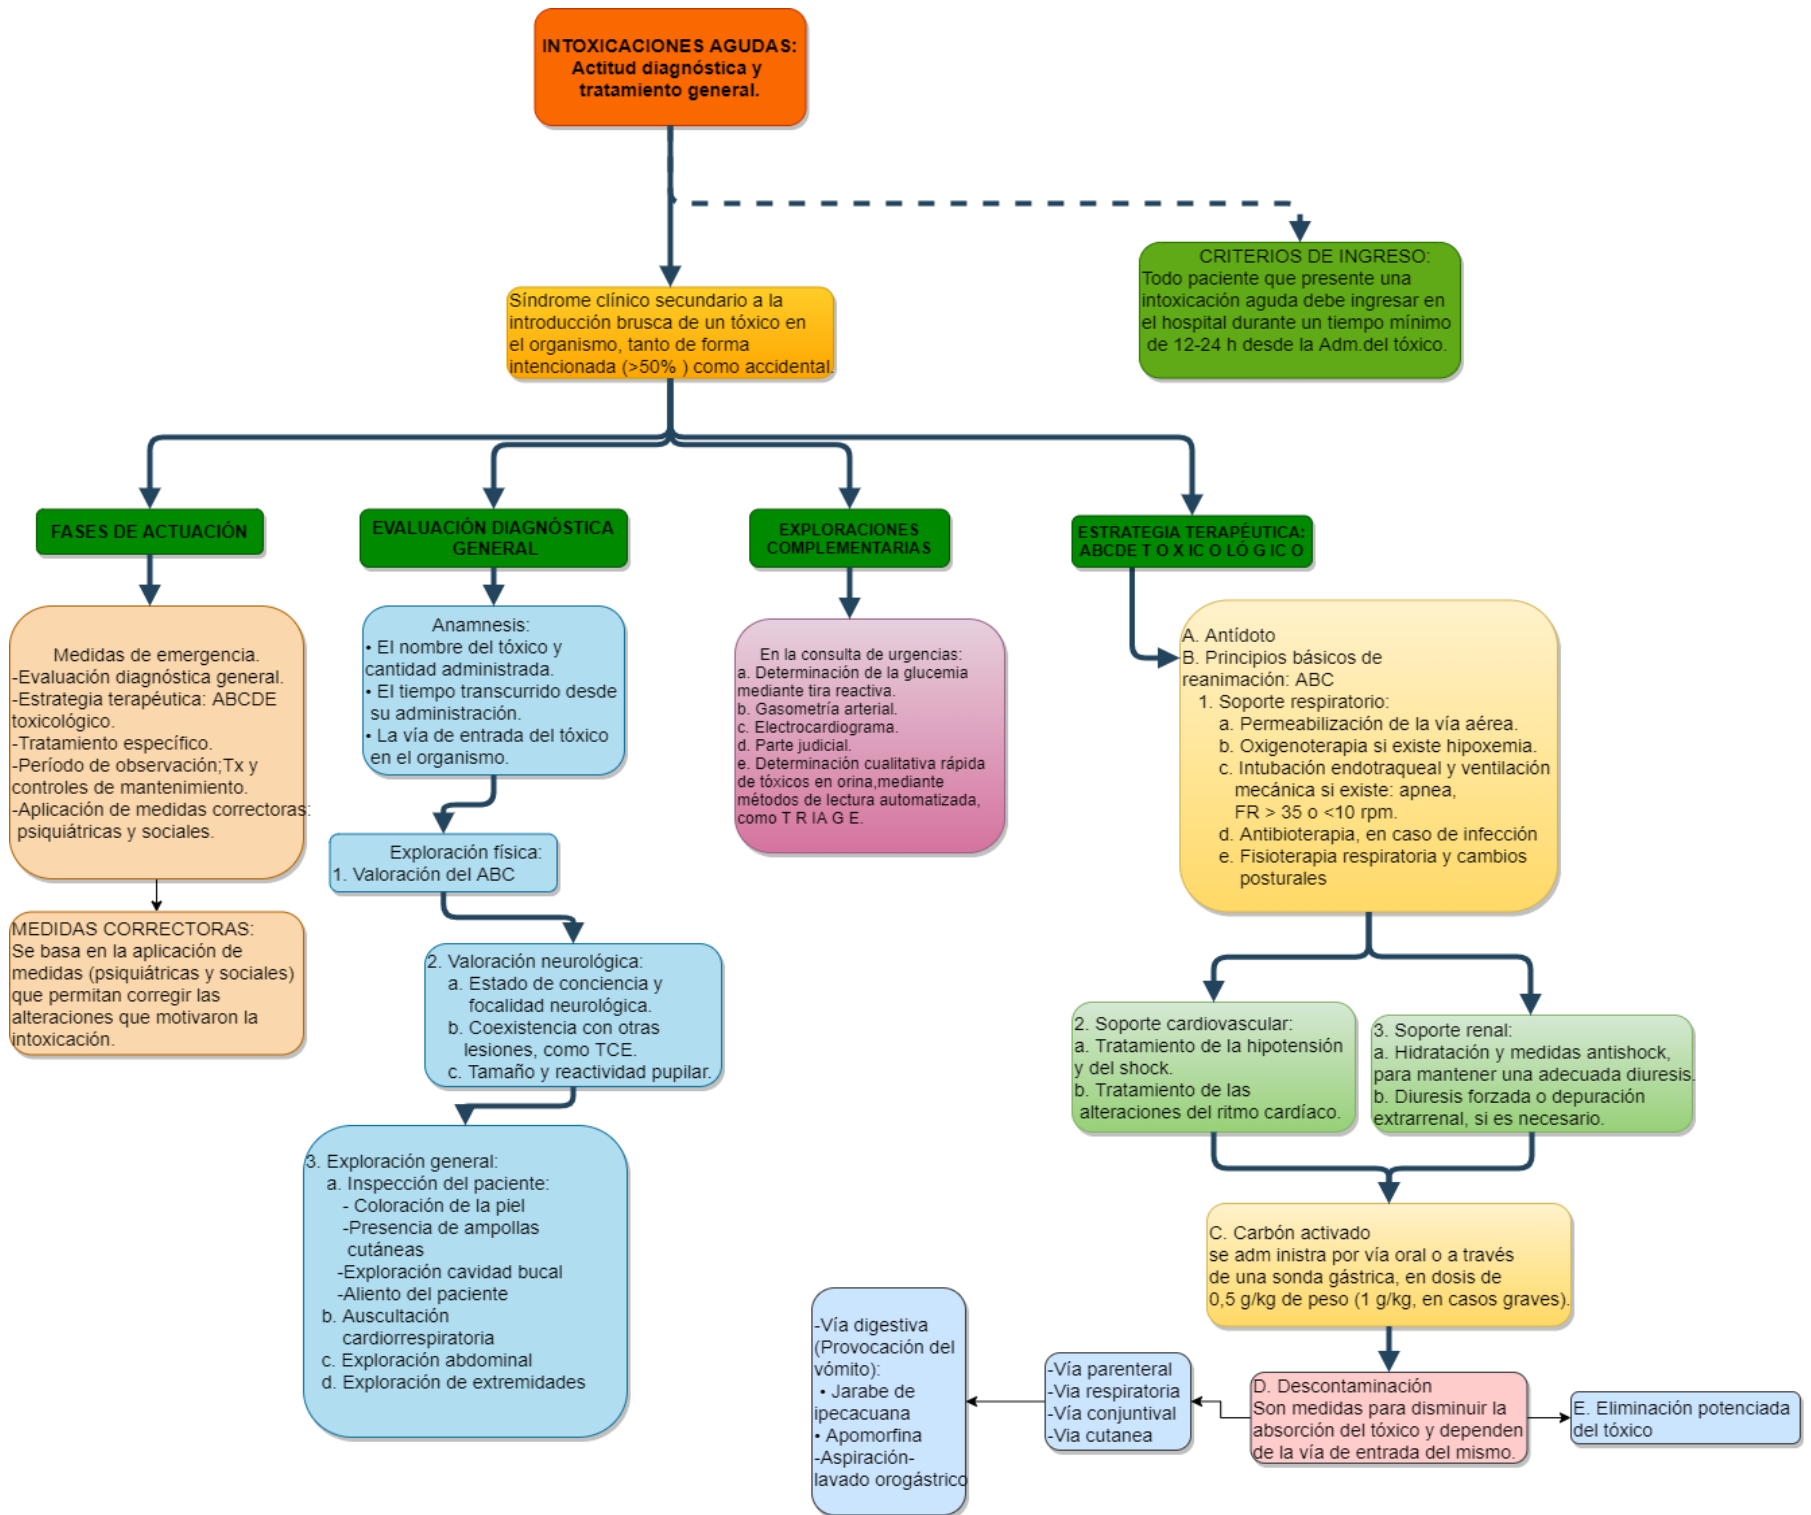 INTOXICACIONES AGUDAS:
Actitud diagnóstica y
tratamiento general.
CRITERIOS DE INGRESO:
Todo paciente que presente una
intoxicación aguda debe ingresar en
el hospital durante un tiempo mínimo
de 12-24 h desde la Adm.del tóxico.
Síndrome clínico secundario a la
introducción brusca de un tóxico en
el organismo, tanto de forma
intencionada (>50% ) como accidental.
FASES DE ACTUACIÓN
Medidas de emergencia.
-Evaluación diagnóstica general.
-Estrategia terapéutica: ABCDE
toxicológico.
-Tratamiento específico.
-Período de observación;Tx y
controles de mantenimiento.
-Aplicación de medidas correctoras:
psiquiátricas y sociales.
MEDIDAS CORRECTORAS:
Se basa en la aplicación de
medidas (psiquiátricas y sociales)
que permitan corregir las
alteraciones que motivaron la
intoxicación.
EVALUACIÓN DIAGNÓSTICA
GENERAL
Anamnesis:
• El nombre del tóxico y
cantidad administrada.
• El tiempo transcurrido desde
su administración.
• La vía de entrada del tóxico
en el organismo.
Exploración física:
1. Valoración del ABC
2. Valoración neurológica:
a. Estado de conciencia y
focalidad neurológica.
b. Coexistencia con otras
lesiones, como TCE.
c. Tamaño y reactividad pupilar.
3. Exploración general:
a. Inspección del paciente:
- Coloración de la piel
-Presencia de ampollas
cutáneas
-Exploración cavidad bucal
-Aliento del paciente
b. Auscultación
cardiorrespiratoria
c. Exploración abdominal
d. Exploración de extremidades
EXPLORACIONES
COMPLEMENTARIAS
En la consulta de urgencias:
a. Determinación de la glucemia
mediante tira reactiva.
b. Gasometría arterial.
c. Electrocardiograma.
d. Parte judicial.
e. Determinación cualitativa rápida
de tóxicos en orina,mediante
métodos de lectura automatizada,
como T R IA G E.
ESTRATEGIA TERAPÉUTICA:
ABCDE T O X IC O LÓ G IC O
A. Antídoto
B. Principios básicos de
reanimación: ABC
1. Soporte respiratorio:
a. Permeabilización de la vía aérea.
b. Oxigenoterapia si existe hipoxemia.
c. Intubación endotraqueal y ventilación
mecánica si existe: apnea,
FR > 35 o <10 rpm.
d. Antibioterapia, en caso de infección
e. Fisioterapia respiratoria y cambios
posturales
2. Soporte cardiovascular:
a. Tratamiento de la hipotensión
y del shock.
b. Tratamiento de las
alteraciones del ritmo cardíaco.
3. Soporte renal:
a. Hidratación y medidas antishock,
para mantener una adecuada diuresis.
b. Diuresis forzada o depuración
extrarrenal, si es necesario.
C. Carbón activado
se adm inistra por vía oral o a través
de una sonda gástrica, en dosis de
0,5 g/kg de peso (1 g/kg, en casos graves).
D. Descontaminación
Son medidas para disminuir la
absorción del tóxico y dependen
de la vía de entrada del mismo.
E. Eliminación potenciada
del tóxico
-Vía parenteral
-Via respiratoria
-Vía conjuntival
-Via cutanea
-Vía digestiva
(Provocación del
vómito):
• Jarabe de
ipecacuana
• Apomorfina
-Aspiración-
lavado orogástrico